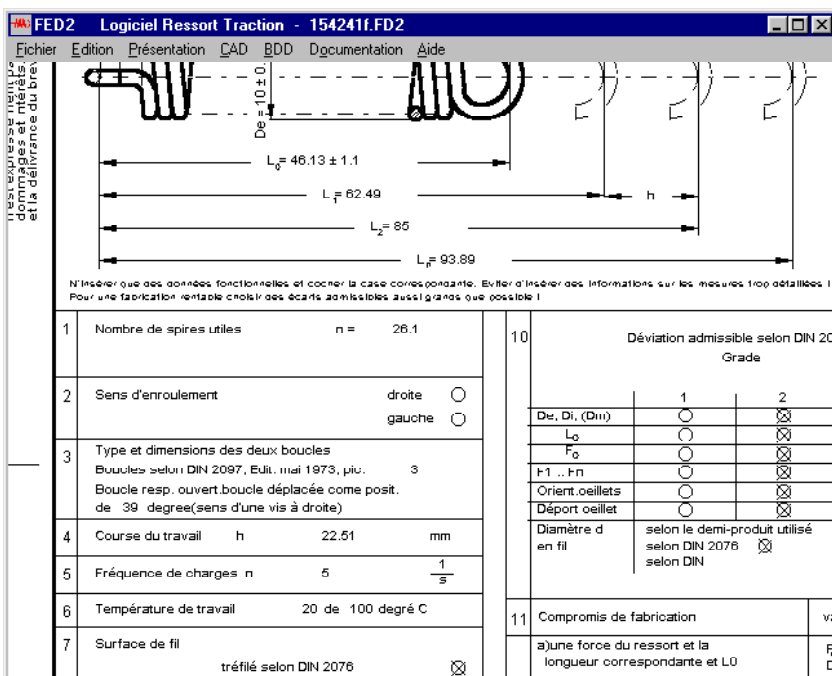 FED2 Logiciel Ressort Traction - 154241f.FD2
Fichier Edition Présentation CAD BDD Documentation Aide
dommages et ntérêts.
et la délivrance du brev
De = 10 ± 0.
L0= 46.13 ± 1.1
L1= 62.49
h
L2= 85
Ln= 93.89
N'insérer que des données fonctionnelles et cocher la case correspondante. Eviter d'insérer des informations sur les mesures trop détaillées !
Pour une fabrication rentable choisir des écarts admissibles aussi grands que possible !
1 Nombre de spires utiles n = 26.1
2 Sens d'enroulement droite
gauche
3 Type et dimensions des deux boucles
Boucles selon DIN 2097, Edit. mai 1973, pic. 3
Boucle resp. ouvert.boucle déplacée come posit.
de 39 degree(sens d'une vis à droite)
4 Course du travail h 22.51 mm
5 Fréquence de charges n 5 1
s
6 Température de travail 20 de 100 degré C
7 Surface de fil
tréfilé selon DIN 2076
10 Déviation admissible selon DIN 20
Grade
1 2
De, Di, (Dm)
L0
F0
F1 .. Fn
Orient.oeillets
Déport oeillet
Diamètre d selon le demi-produit utilisé
en fil selon DIN 2076
selon DIN
11 Compromis de fabrication
a)une force du ressort et la
longueur correspondante et L0